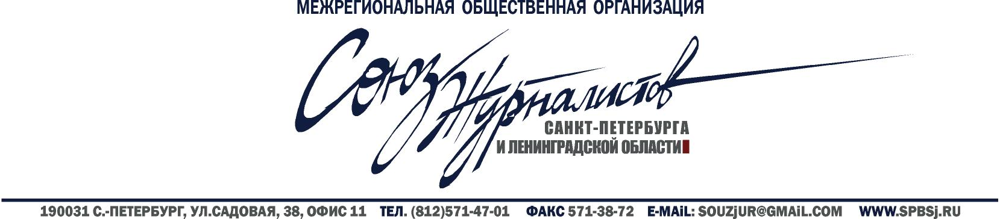 МЕЖРЕГИОНАЛЬНАЯ ОБЩЕСТВЕННАЯ ОРГАНИЗАЦИЯ
Союз Журналистов
САНКТ-ПЕТЕРБУРГА
И ЛЕНИНГРАДСКОЙ ОБЛАСТИ
190031 С.-ПЕТЕРБУРГ, УЛ.САДОВАЯ, 38, ОФИС 11 ТЕЛ. (812)571-47-01 ФАКС 571-38-72 E-MAiL: SOUZjUR@GMAiL.COM WWW.SPBSj.RU